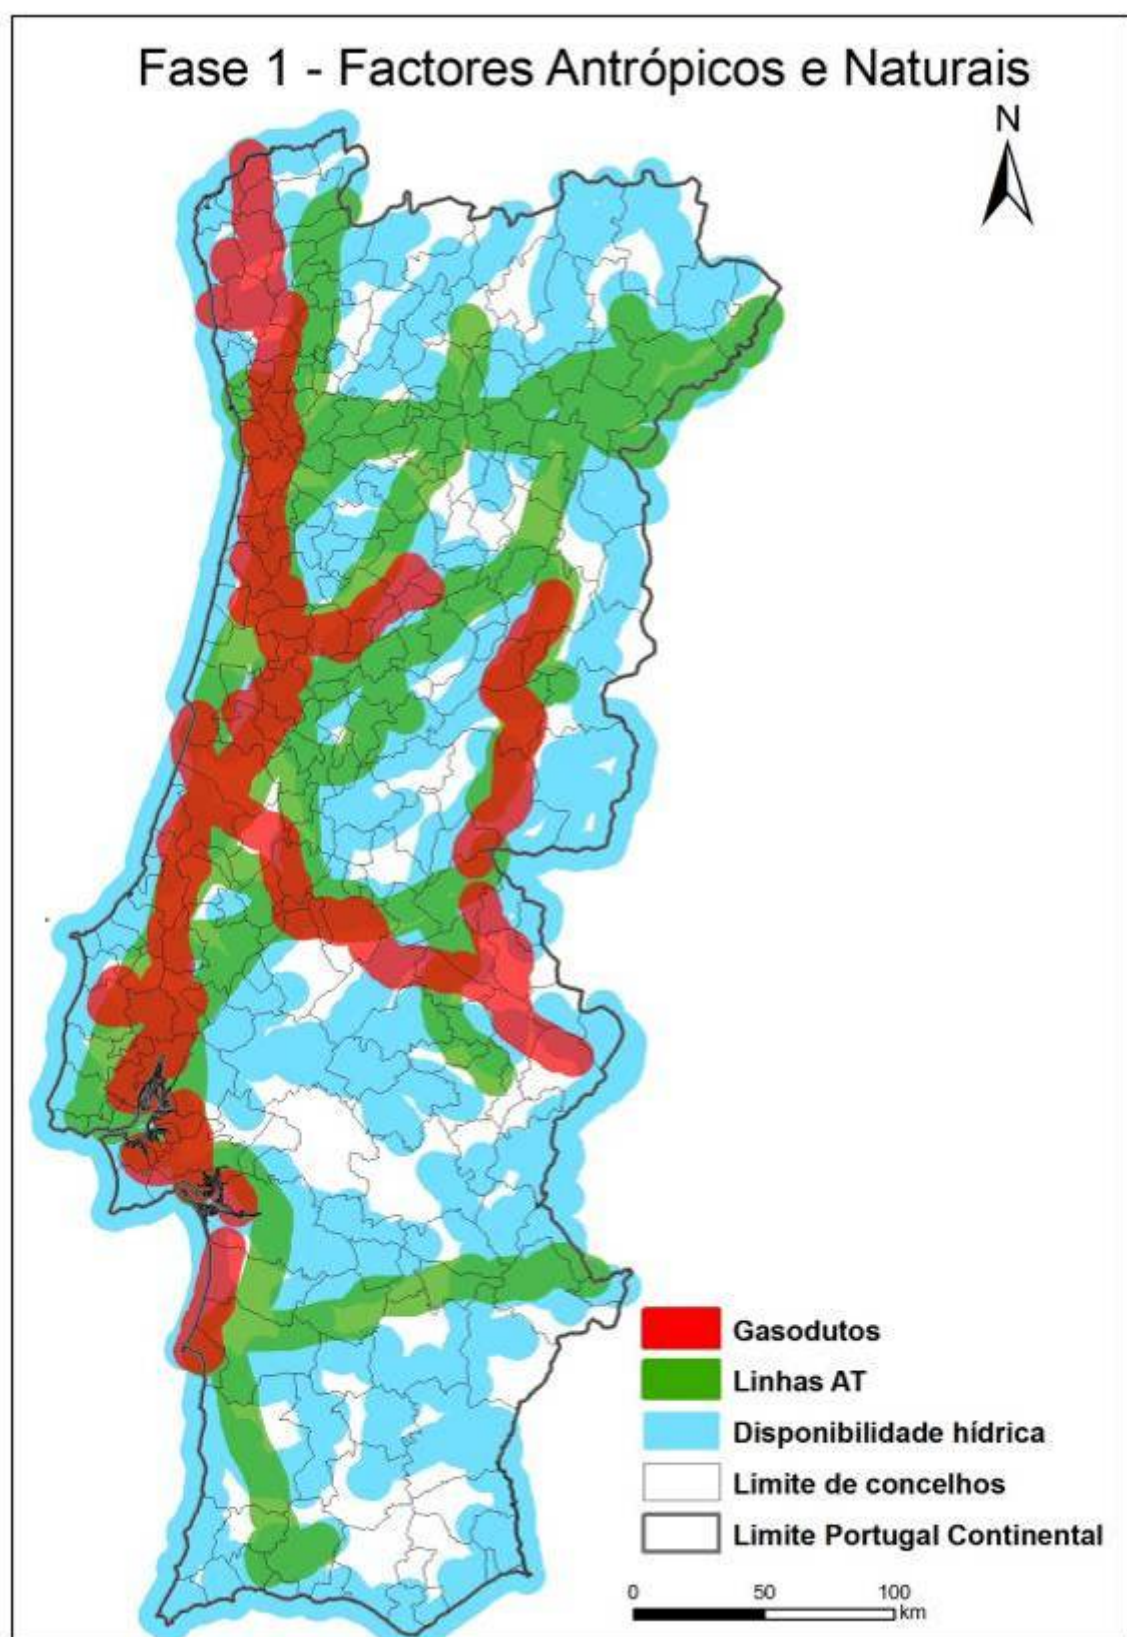 Fase 1 - Factores Antrópicos e Naturais
N
Gasodutos
Linhas AT
Disponibilidade hídrica
Limite de concelhos
Limite Portugal Continental
0 50 100
km